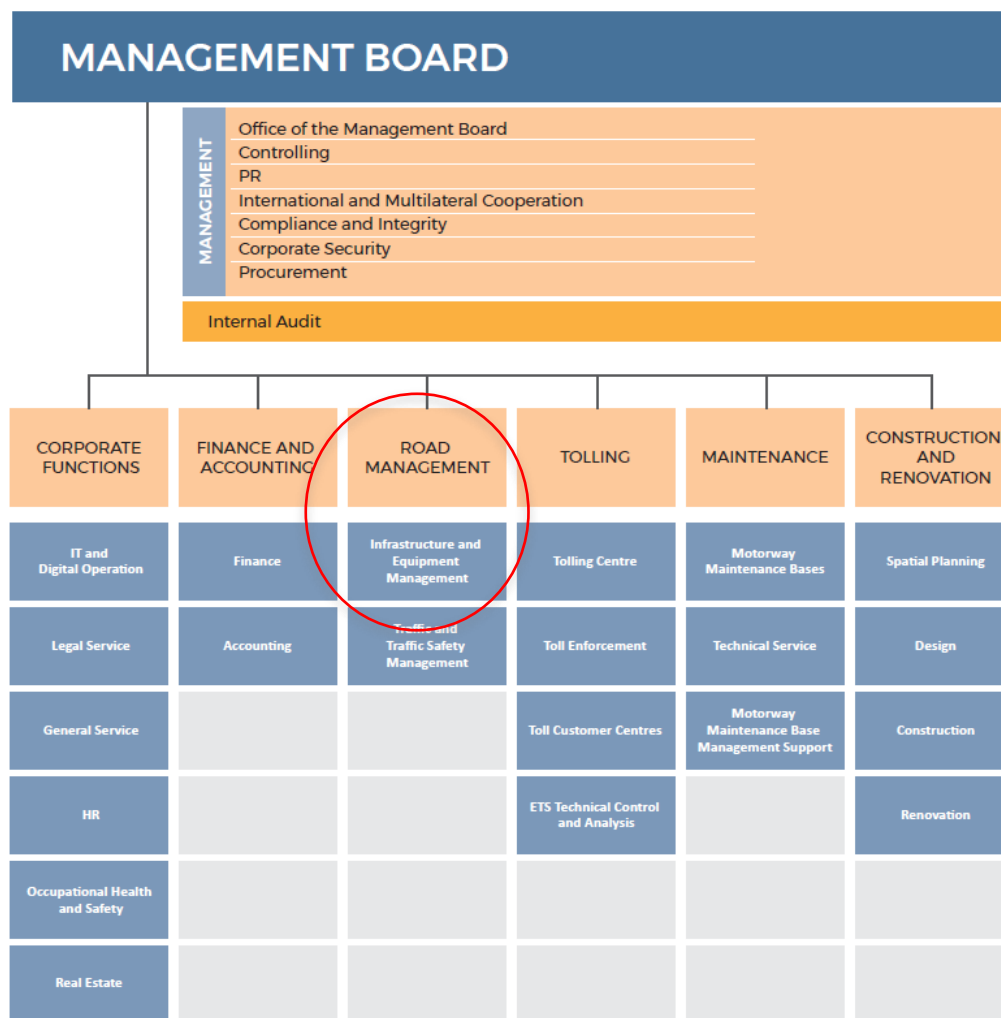 MANAGEMENT BOARD
MANAGEMENT
Office of the Management Board
Controlling
PR
International and Multilateral Cooperation
Compliance and Integrity
Corporate Security
Procurement
Internal Audit
CORPORATE
FUNCTIONS
FINANCE AND
ACCOUNTING
ROAD
MANAGEMENT
TOLLING
MAINTENANCE
CONSTRUCTION
AND
RENOVATION
IT and
Digital Operation
Finance
Infrastructure and
Equipment
Management
Tolling Centre
Motorway
Maintenance Bases
Spatial Planning
Legal Service
Accounting
Traffic and
Traffic Safety
Management
Toll Enforcement
Technical Service
Design
General Service
Toll Customer Centres
Motorway
Maintenance Base
Management Support
Construction
HR
ETS Technical Control
and Analysis
Renovation
Occupational Health
and Safety
Real Estate